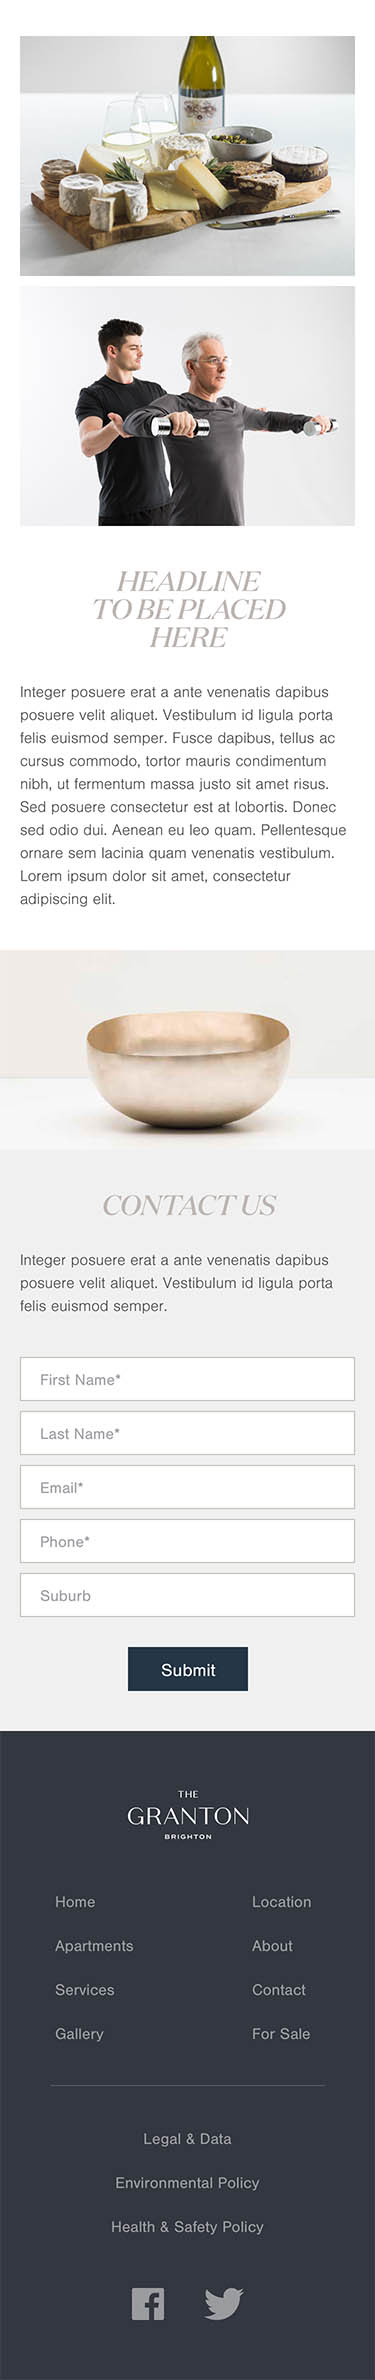 HEADLINE
TO BE PLACED
HERE
Integer posuere erat a ante venenatis dapibus
posuere velit aliquet. Vestibulum id ligula porta
felis euismod semper. Fusce dapibus, tellus ac
cursus commodo, tortor mauris condimentum
nibh, ut fermentum massa justo sit amet risus.
Sed posuere consectetur est at lobortis. Donec
sed odio dui. Aenean eu leo quam. Pellentesque
ornare sem lacinia quam venenatis vestibulum.
Lorem ipsum dolor sit amet, consectetur
adipiscing elit.
CONTACT US
Integer posuere erat a ante venenatis dapibus
posuere velit aliquet. Vestibulum id ligula porta
felis euismod semper.
First Name*
Last Name*
Email*
Phone*
Suburb
Submit
THE
GRANTON
BRIGHTON
Home
Location
Apartments
About
Services
Contact
Gallery
For Sale
Legal & Data
Environmental Policy
Health & Safety Policy